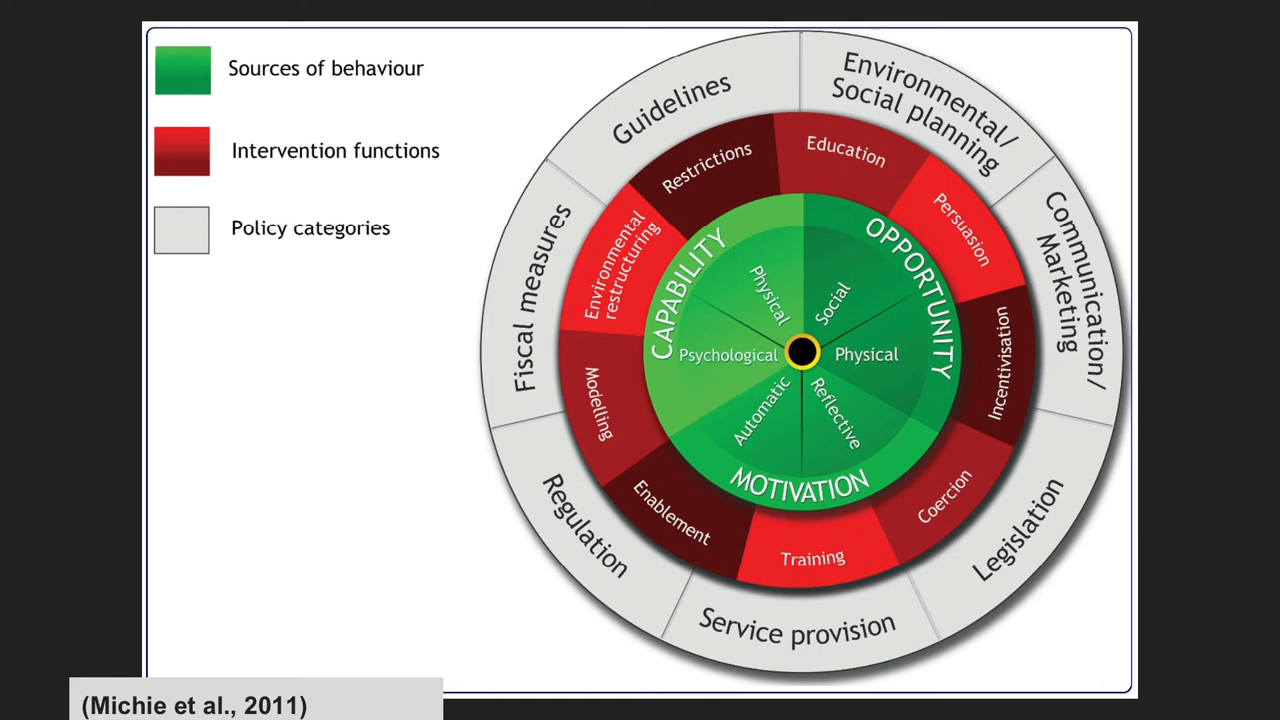 Sources of behaviour
Intervention functions
Policy categories
Guidelines
Environmental/
Social planning
Communication/
Marketing
Legislation
Service provision
Regulation
Fiscal measures
Restrictions
Education
Persuasion
Incentivisation
Coercion
Training
Enablement
Modelling
Environmental
restructuring
CAPABILITY
OPPORTUNITY
MOTIVATION
Physical
Social
Physical
Reflective
Automatic
Psychological
(Michie et al., 2011)